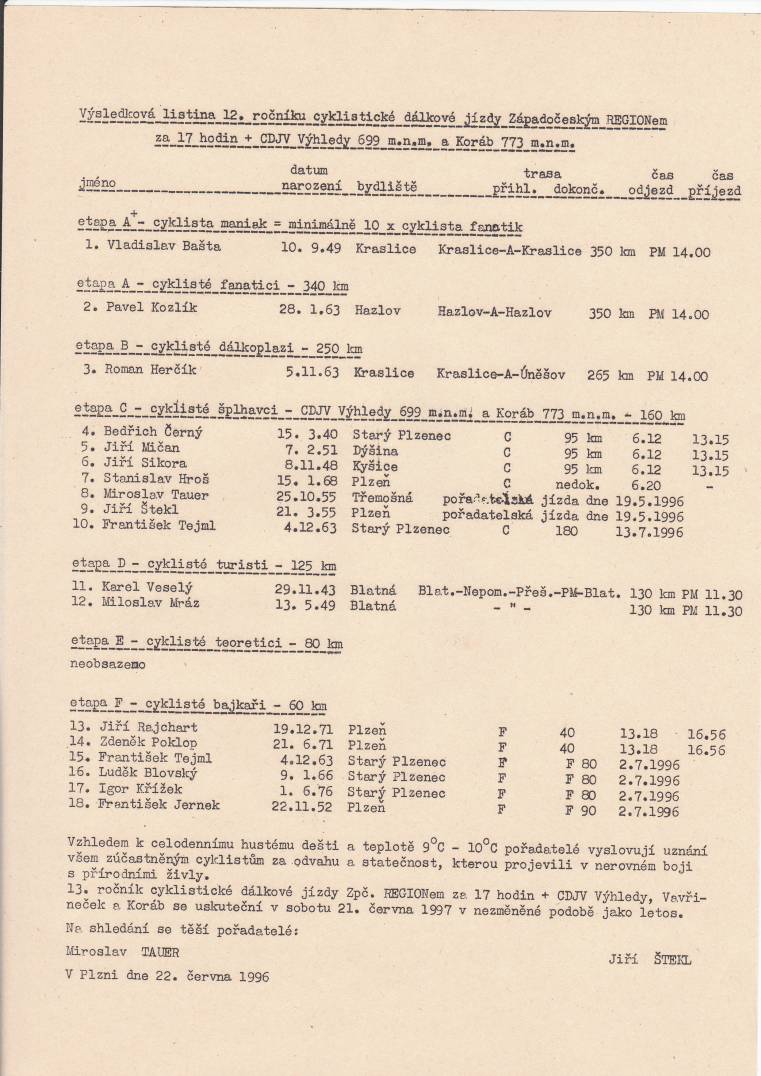 Výsledková listina 12. ročníku cyklistické dálkové jízdy Západočeským REGIONem
za 17 hodin + CDJV Výhledy 699 m.n.m. a Koráb 773 m.n.m.
datum trasa čas čas
jméno narození bydliště přihl. dokonč. odjezd příjezd
etapa A+ - cyklista maniak = minimálně 10 x cyklista fanatik
1. Vladislav Bašta 10. 9.49 Kraslice Kraslice-A-Kraslice 350 km PM 14.00
etapa A - cyklisté fanatici - 340 km
2. Pavel Kozlík 28. 1.63 Hazlov Hazlov-A-Hazlov 350 km PM 14.00
etapa B - cyklisté dálkoplazi - 250 km
3. Roman Herčík 5.11.63 Kraslice Kraslice-A-Úněšov 265 km PM 14.00
etapa C - cyklisté šplhavci - CDJV Výhledy 699 m.n.m. a Koráb 773 m.n.m. - 160 km
4. Bedřich Černý 15. 3.40 Starý Plzenec C 95 km 6.12 13.15
5. Jiří Mičan 7. 2.51 Dýšina C 95 km 6.12 13.15
6. Jiří Sikora 8.11.48 Kyšice C 95 km 6.12 13.15
7. Stanislav Hroš 15. 1.68 Plzeň C nedok. 6.20 -
8. Miroslav Tauer 25.10.55 Třemošná pořadatelská jízda dne 19.5.1996
9. Jiří Štekl 21. 3.55 Plzeň pořadatelská jízda dne 19.5.1996
10. František Tejml 4.12.63 Starý Plzenec C 180 13.7.1996
etapa D - cyklisté turisti - 125 km
11. Karel Veselý 29.11.43 Blatná Blat.-Nepom.-Přeš.-PM-Blat. 130 km PM 11.30
12. Miloslav Mráz 13. 5.49 Blatná - " - 130 km PM 11.30
etapa E - cyklisté teoretici - 80 km
neobsazeno
etapa F - cyklisté bajkaři - 60 km
13. Jiří Rajchart 19.12.71 Plzeň F 40 13.18 16.56
14. Zdeněk Poklop 21. 6.71 Plzeň F 40 13.18 16.56
15. František Tejml 4.12.63 Starý Plzenec F F 80 2.7.1996
16. Luděk Blovský 9. 1.66 Starý Plzenec F F 80 2.7.1996
17. Igor Křížek 1. 6.76 Starý Plzenec F F 80 2.7.1996
18. František Jernek 22.11.52 Plzeň F F 90 2.7.1996
Vzhledem k celodennímu hustému dešti a teplotě 9°C - 10°C pořadatelé vyslovují uznání
všem zúčastněným cyklistům za odvahu a statečnost, kterou projevili v nerovném boji
s přírodními živly.
13. ročník cyklistické dálkové jízdy Zpč. REGIONem za 17 hodin + CDJV Výhledy, Vavři-
neček a Koráb se uskuteční v sobotu 21. června 1997 v nezměněné podobě jako letos.
Na shledání se těší pořadatelé:
Miroslav TAUER
Jiří ŠTEKL
V Plzni dne 22. června 1996